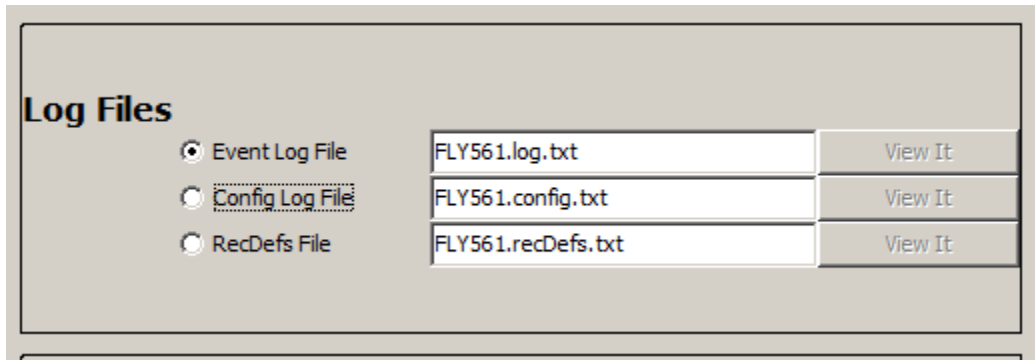 Log Files
Event Log File FLY561.log.txt View It
Config Log File FLY561.config.txt View It
RecDefs File FLY561.recDefs.txt View It